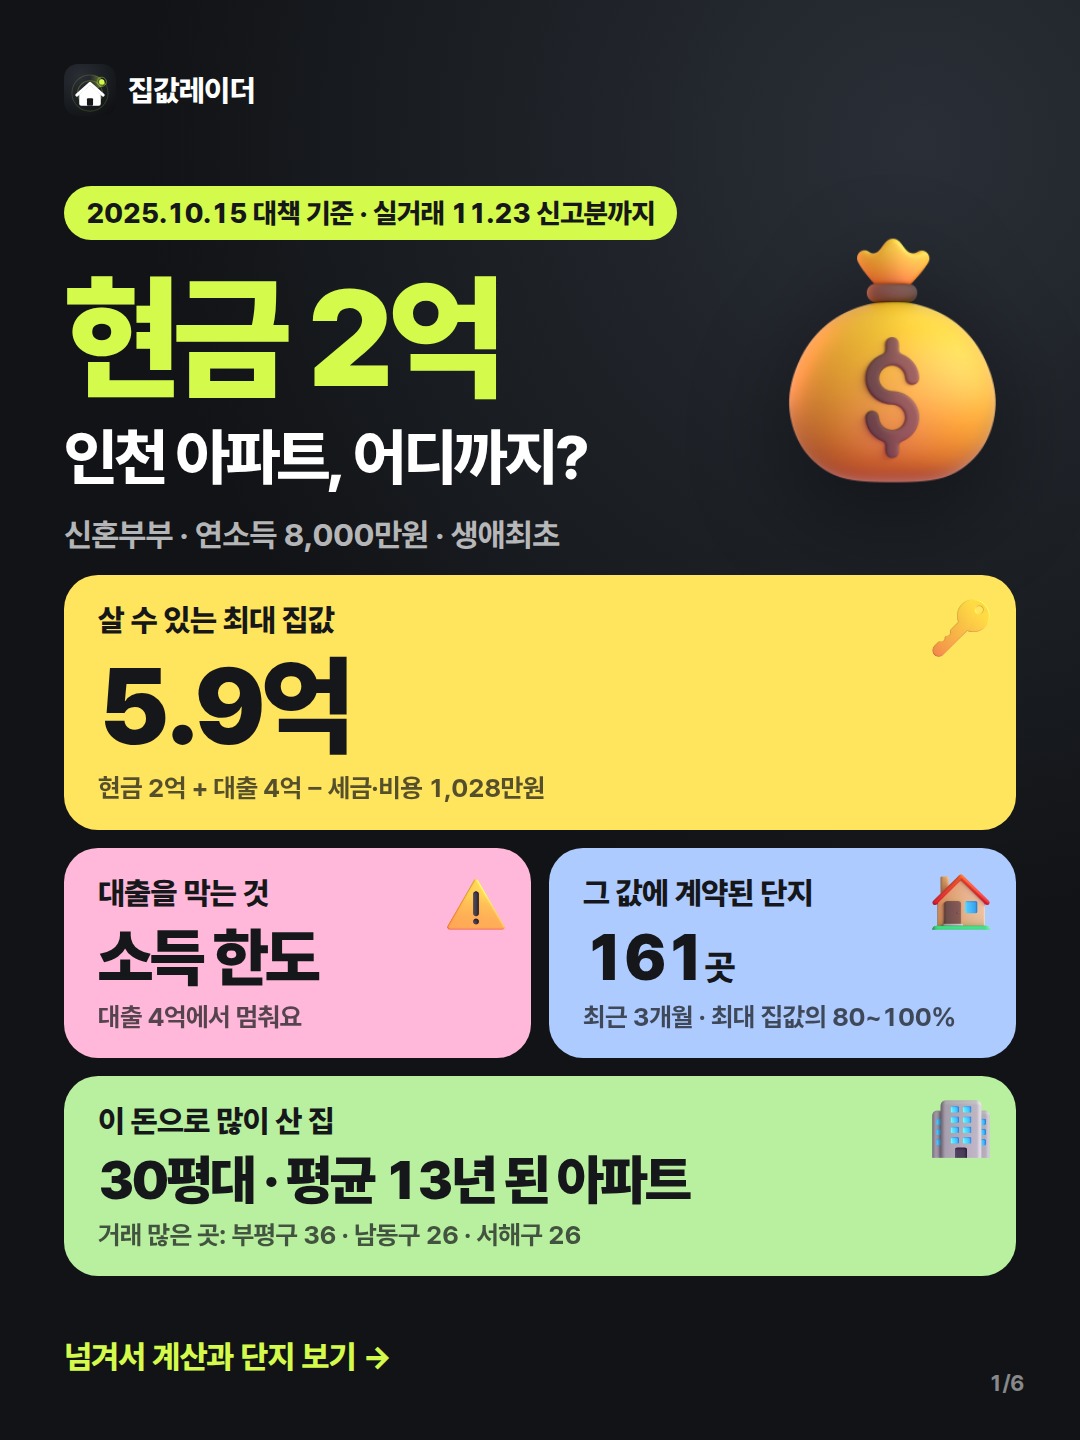 집값레이더
2025.10.15 대책 기준 · 실거래 11.23 신고분까지
현금 2억
인천 아파트, 어디까지?
신혼부부 · 연소득 8,000만원 · 생애최초
살 수 있는 최대 집값
5.9억
현금 2억 + 대출 4억 − 세금·비용 1,028만원
대출을 막는 것
소득 한도
대출 4억에서 멈춰요
그 값에 계약된 단지
161곳
최근 3개월 · 최대 집값의 80~100%
이 돈으로 많이 산 집
30평대 · 평균 13년 된 아파트
거래 많은 곳: 부평구 36 · 남동구 26 · 서해구 26
넘겨서 계산과 단지 보기 →
1/6